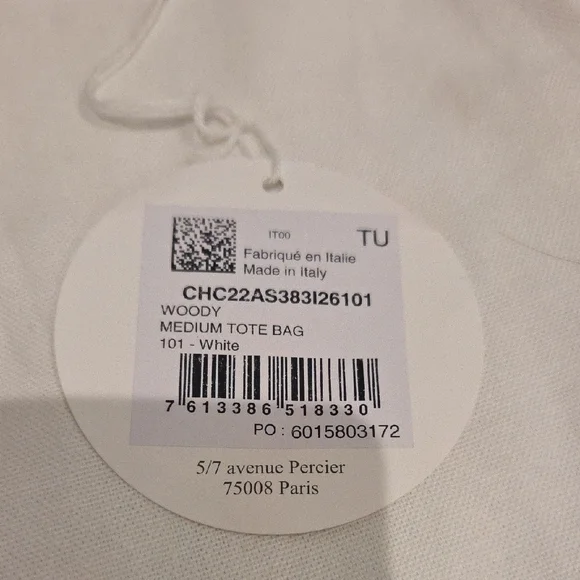 IT00
TU
Fabriqué en Italie
Made in Italy
CHC22AS383I26101
WOODY
MEDIUM TOTE BAG
101 - White
7 613386 518330
PO : 6015803172
5/7 avenue Percier
75008 Paris